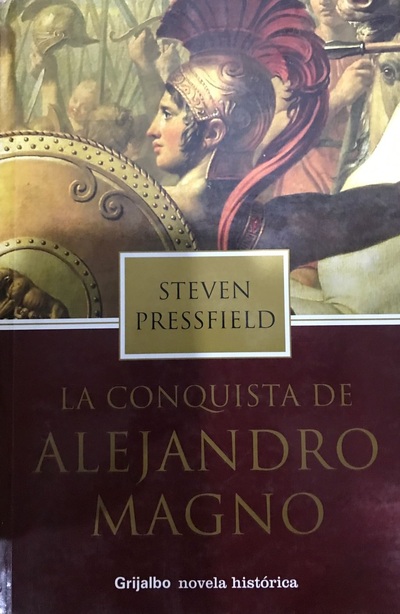 STEVEN
PRESSFIELD
LA CONQUISTA DE
ALEJANDRO
MAGNO
Grijalbo novela histórica